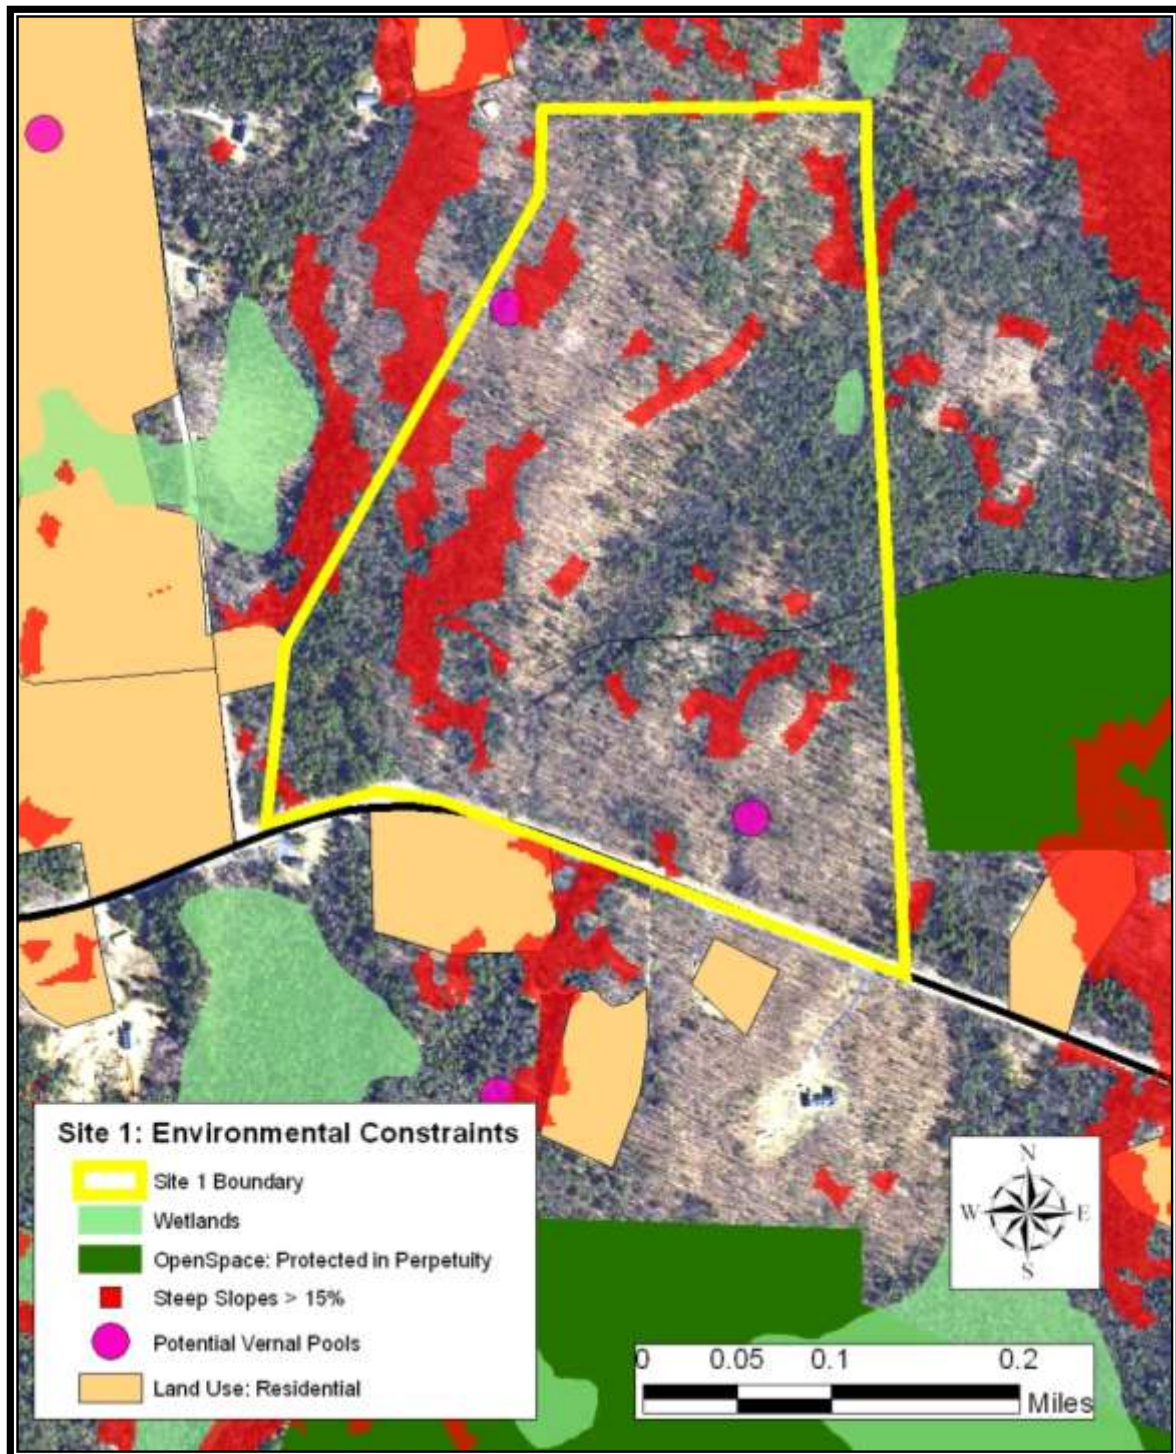 Site 1: Environmental Constraints
Site 1 Boundary
Wetlands
OpenSpace: Protected in Perpetuity
Steep Slopes > 15%
Potential Vernal Pools
Land Use: Residential
N
W E
S
0 0.05 0.1 0.2
Miles